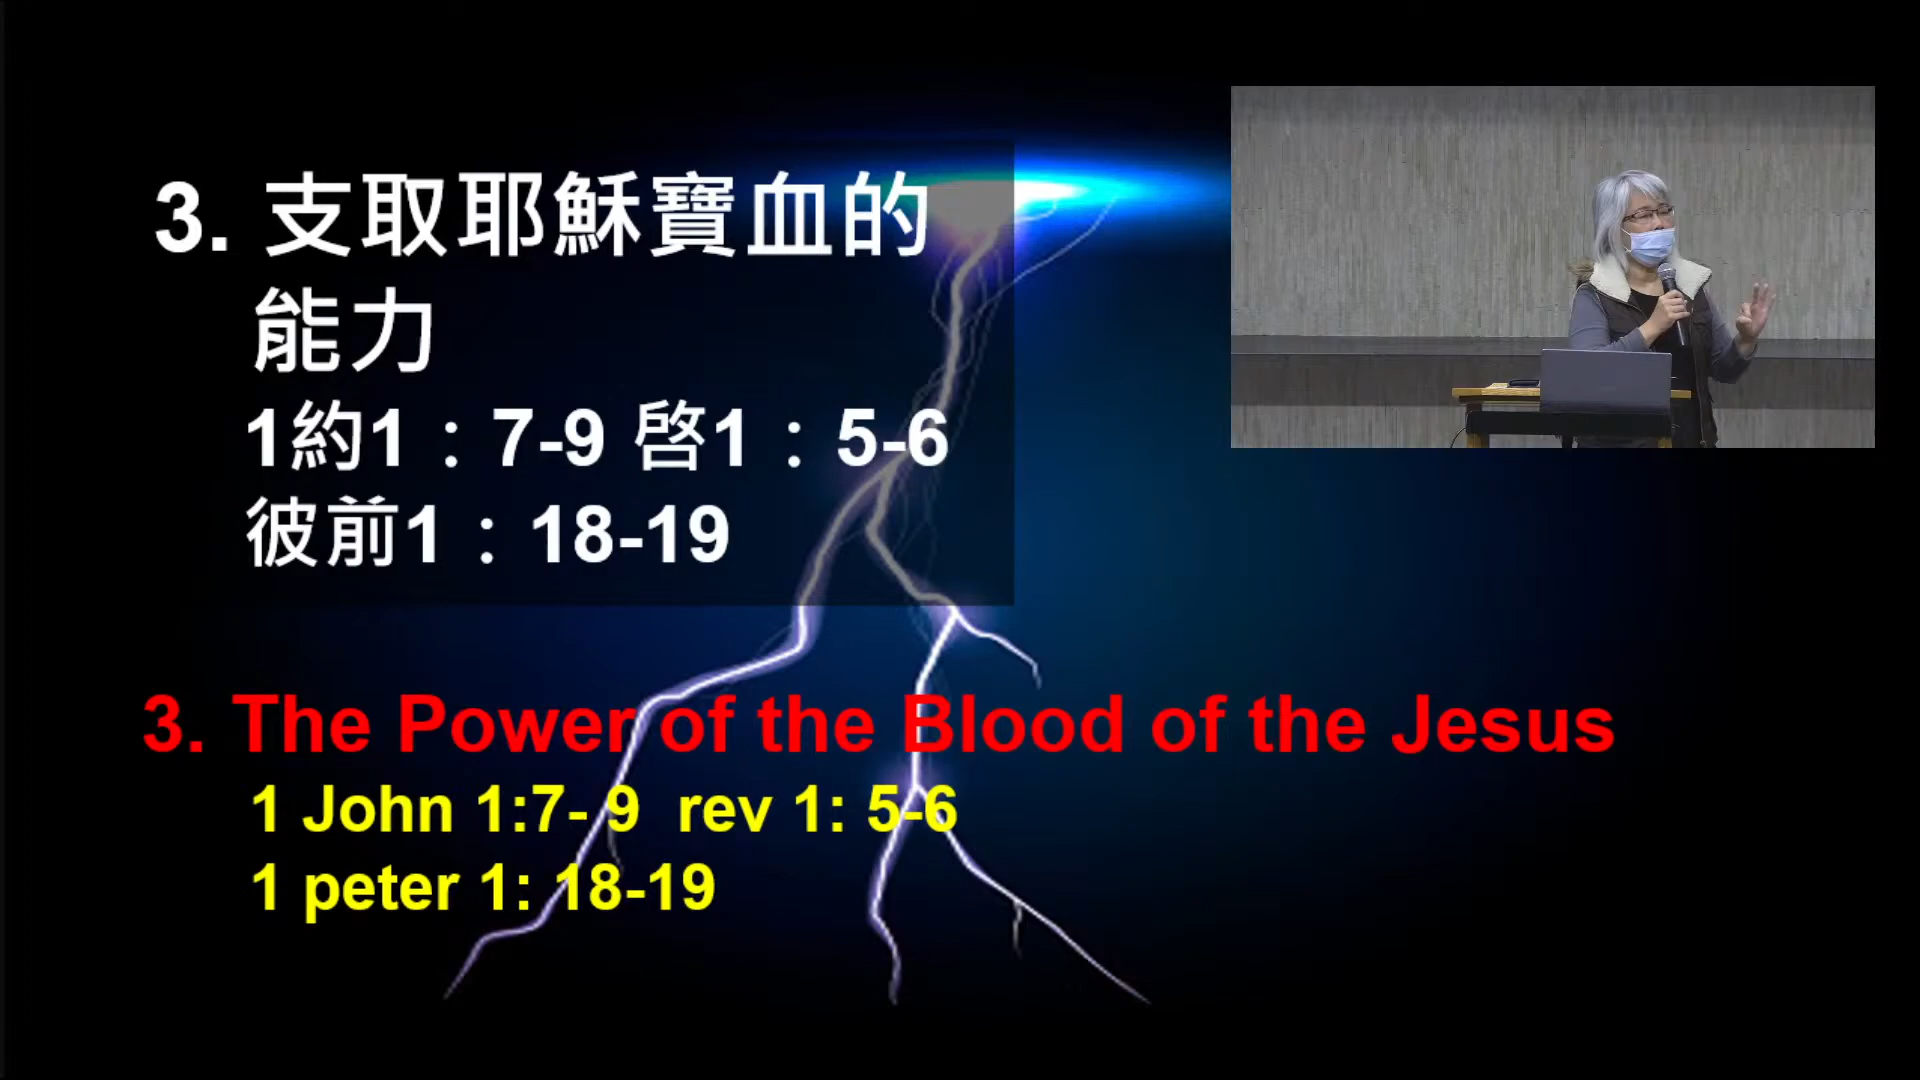 3. 支取耶穌寶血的
能力
1約1：7-9 啓1：5-6
彼前1：18-19
3. The Power of the Blood of the Jesus
1 John 1:7- 9  rev 1: 5-6
1 peter 1: 18-19